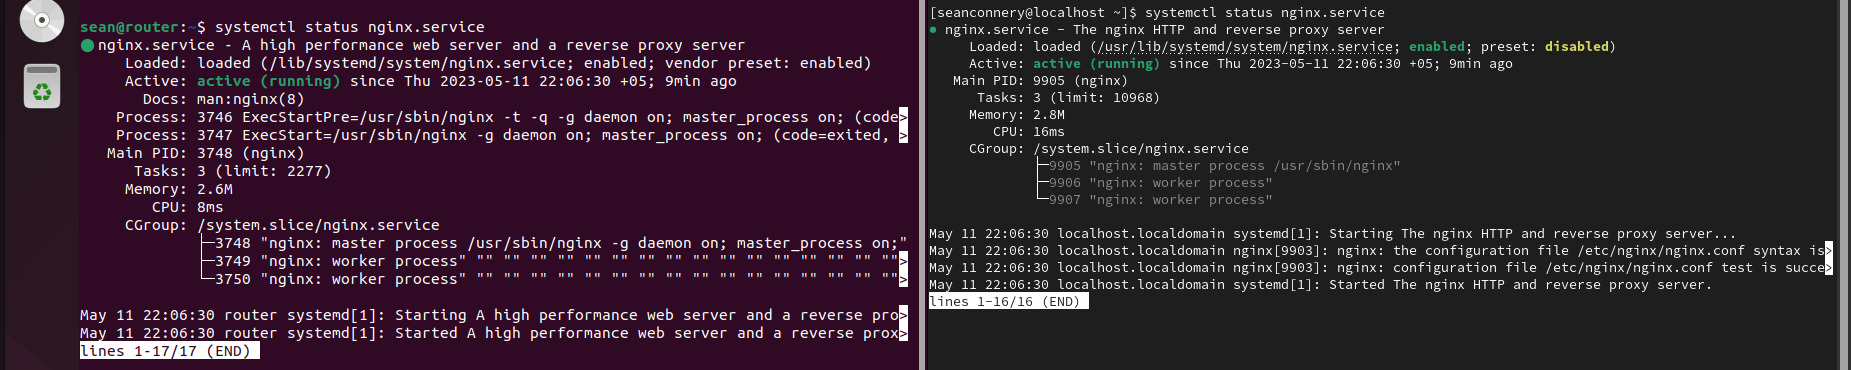 sean@router:~$ systemctl status nginx.service
● nginx.service - A high performance web server and a reverse proxy server
Loaded: loaded (/lib/systemd/system/nginx.service; enabled; vendor preset: enabled)
Active: active (running) since Thu 2023-05-11 22:06:30 +05; 9min ago
Docs: man:nginx(8)
Process: 3746 ExecStartPre=/usr/sbin/nginx -t -q -g daemon on; master_process on; (code>
Process: 3747 ExecStart=/usr/sbin/nginx -g daemon on; master_process on; (code=exited, >
Main PID: 3748 (nginx)
Tasks: 3 (limit: 2277)
Memory: 2.6M
CPU: 8ms
CGroup: /system.slice/nginx.service
├─3748 "nginx: master process /usr/sbin/nginx -g daemon on; master_process on;"
├─3749 "nginx: worker process" "" "" "" "" "" "" "" "" "" "" "" "" "" "" "" "" "" "">
└─3750 "nginx: worker process" "" "" "" "" "" "" "" "" "" "" "" "" "" "" "" "" "" "">
May 11 22:06:30 router systemd[1]: Starting A high performance web server and a reverse pro>
May 11 22:06:30 router systemd[1]: Started A high performance web server and a reverse prox>
lines 1-17/17 (END)
[seanconnery@localhost ~]$ systemctl status nginx.service
● nginx.service - The nginx HTTP and reverse proxy server
Loaded: loaded (/usr/lib/systemd/system/nginx.service; enabled; preset: disabled)
Active: active (running) since Thu 2023-05-11 22:06:30 +05; 9min ago
Main PID: 9905 (nginx)
Tasks: 3 (limit: 10968)
Memory: 2.8M
CPU: 16ms
CGroup: /system.slice/nginx.service
├─9905 "nginx: master process /usr/sbin/nginx"
├─9906 "nginx: worker process"
└─9907 "nginx: worker process"
May 11 22:06:30 localhost.localdomain systemd[1]: Starting The nginx HTTP and reverse proxy server...
May 11 22:06:30 localhost.localdomain nginx[9903]: nginx: the configuration file /etc/nginx/nginx.conf syntax is>
May 11 22:06:30 localhost.localdomain nginx[9903]: nginx: configuration file /etc/nginx/nginx.conf test is succe>
May 11 22:06:30 localhost.localdomain systemd[1]: Started The nginx HTTP and reverse proxy server.
lines 1-16/16 (END)